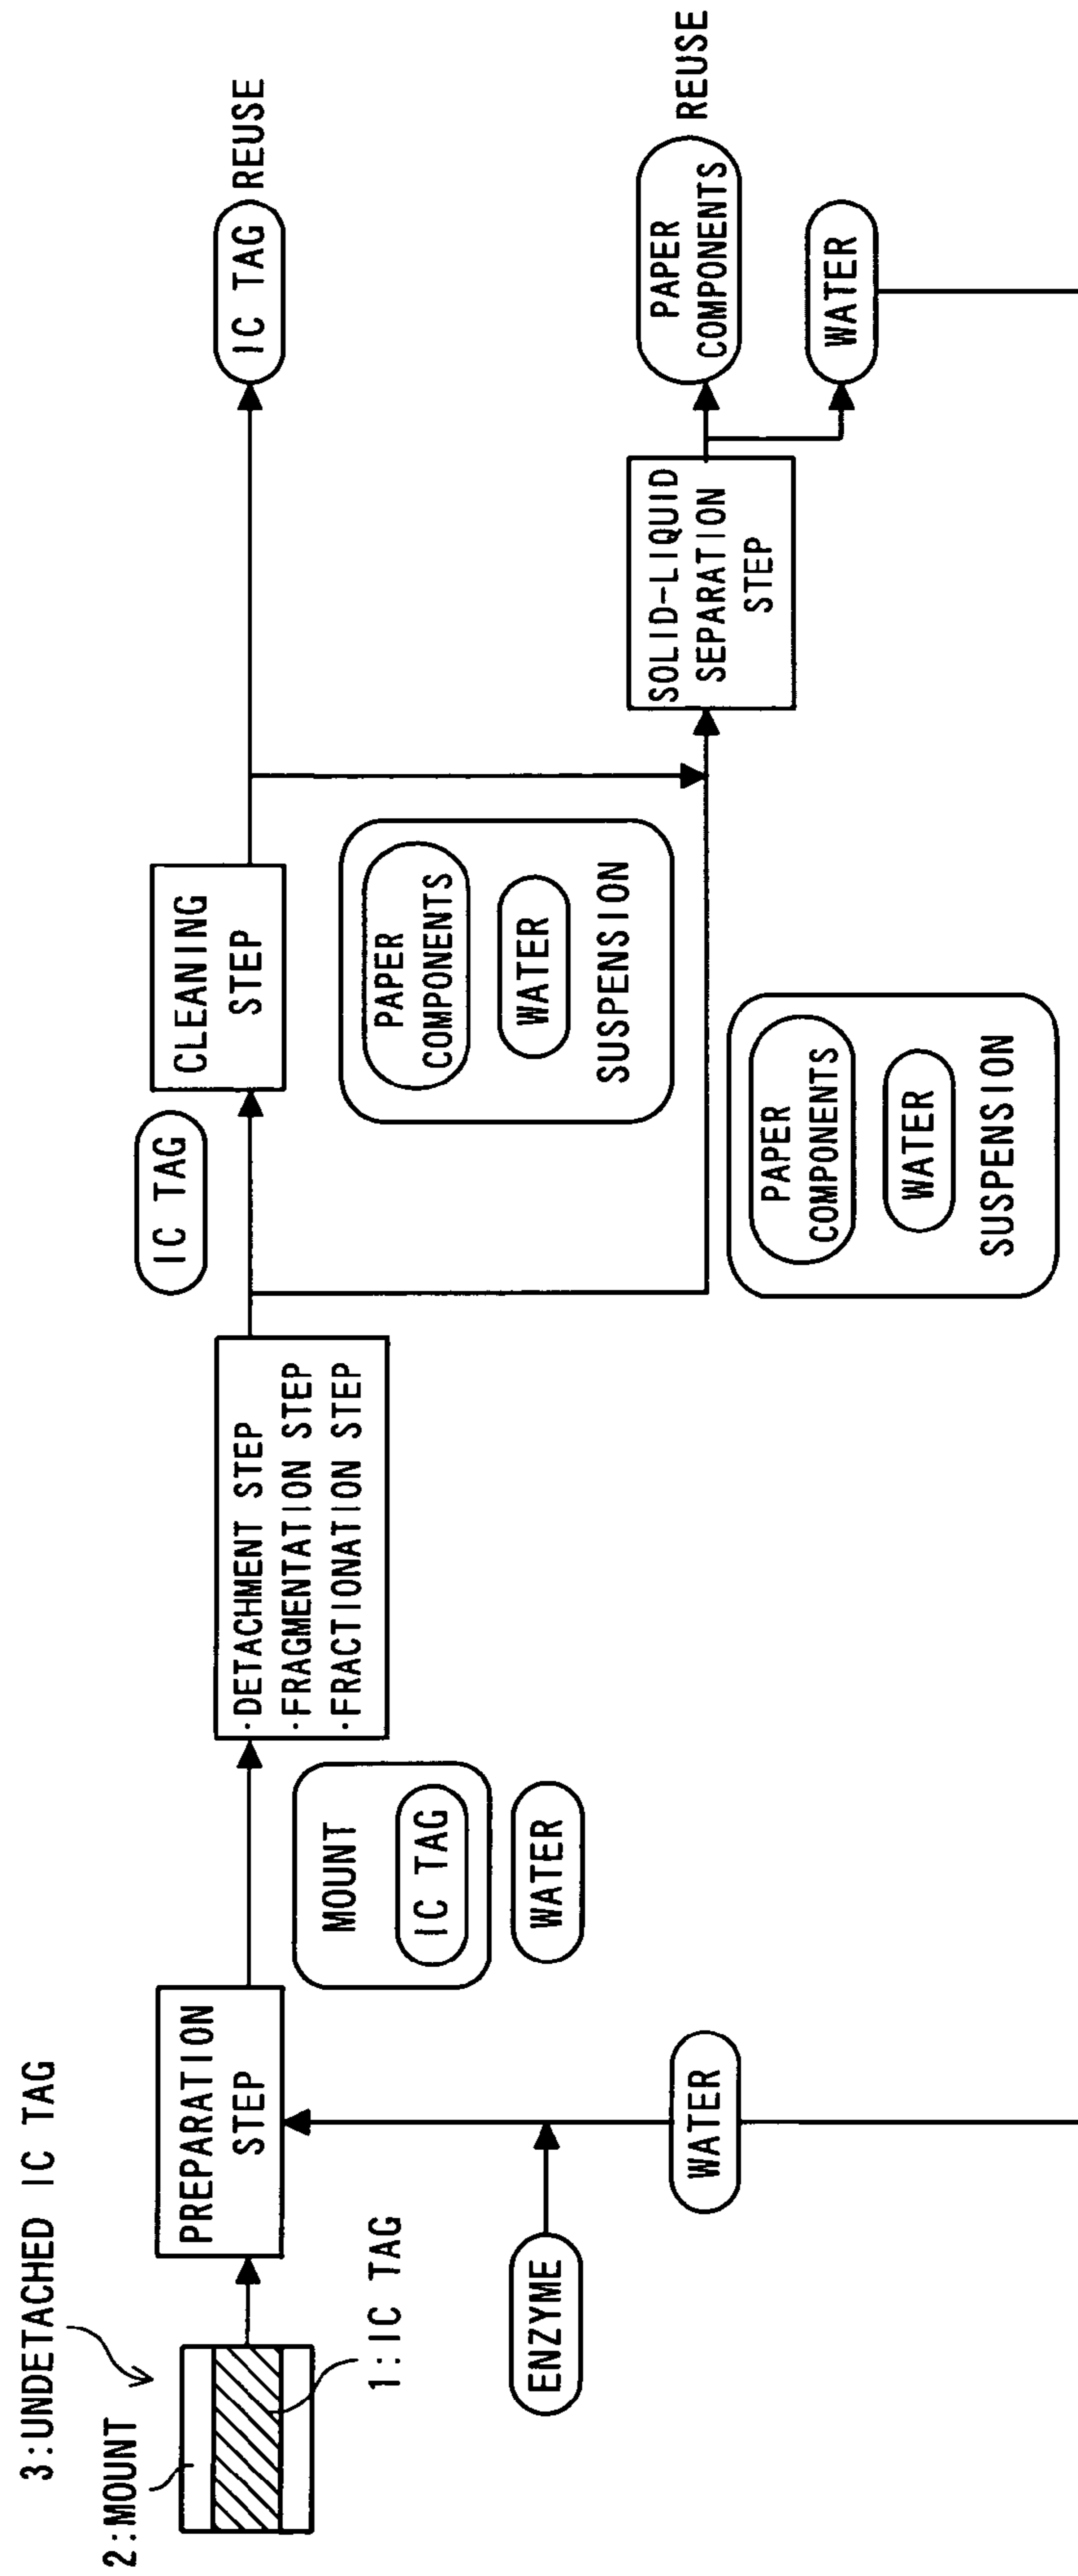 3:UNDETACHED IC TAG
2:MOUNT
1:IC TAG
PREPARATION
STEP
ENZYME
WATER
MOUNT
IC TAG
WATER
·DETACHMENT STEP
·FRAGMENTATION STEP
·FRACTIONATION STEP
IC TAG
CLEANING
STEP
PAPER
COMPONENTS
WATER
SUSPENSION
PAPER
COMPONENTS
WATER
SUSPENSION
SOLID-LIQUID
SEPARATION
STEP
IC TAG REUSE
PAPER
COMPONENTS
REUSE
WATER